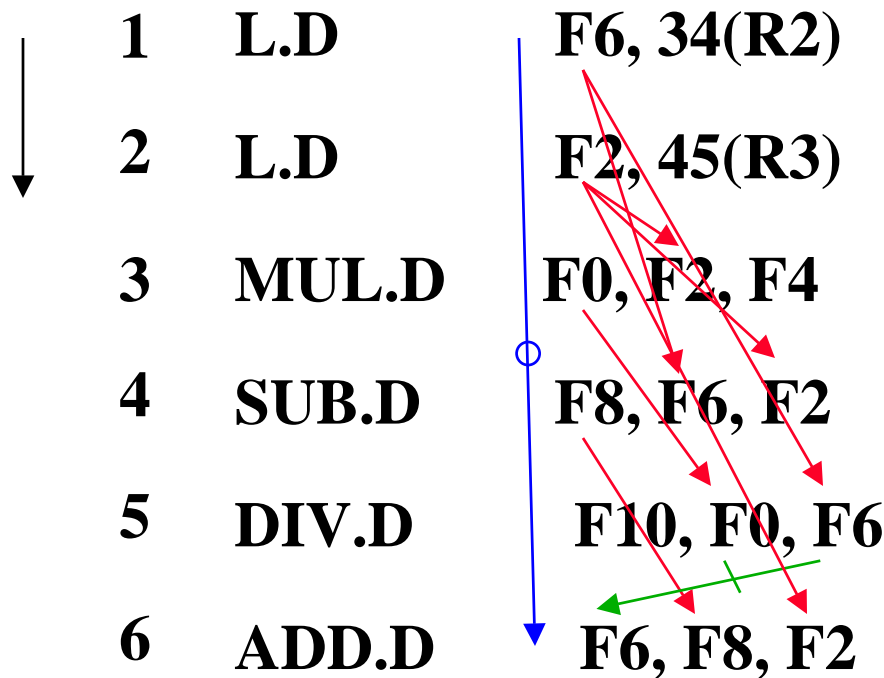 1 L.D F6, 34(R2)
2 L.D F2, 45(R3)
3 MUL.D F0, F2, F4
4 SUB.D F8, F6, F2
5 DIV.D F10, F0, F6
6 ADD.D F6, F8, F2